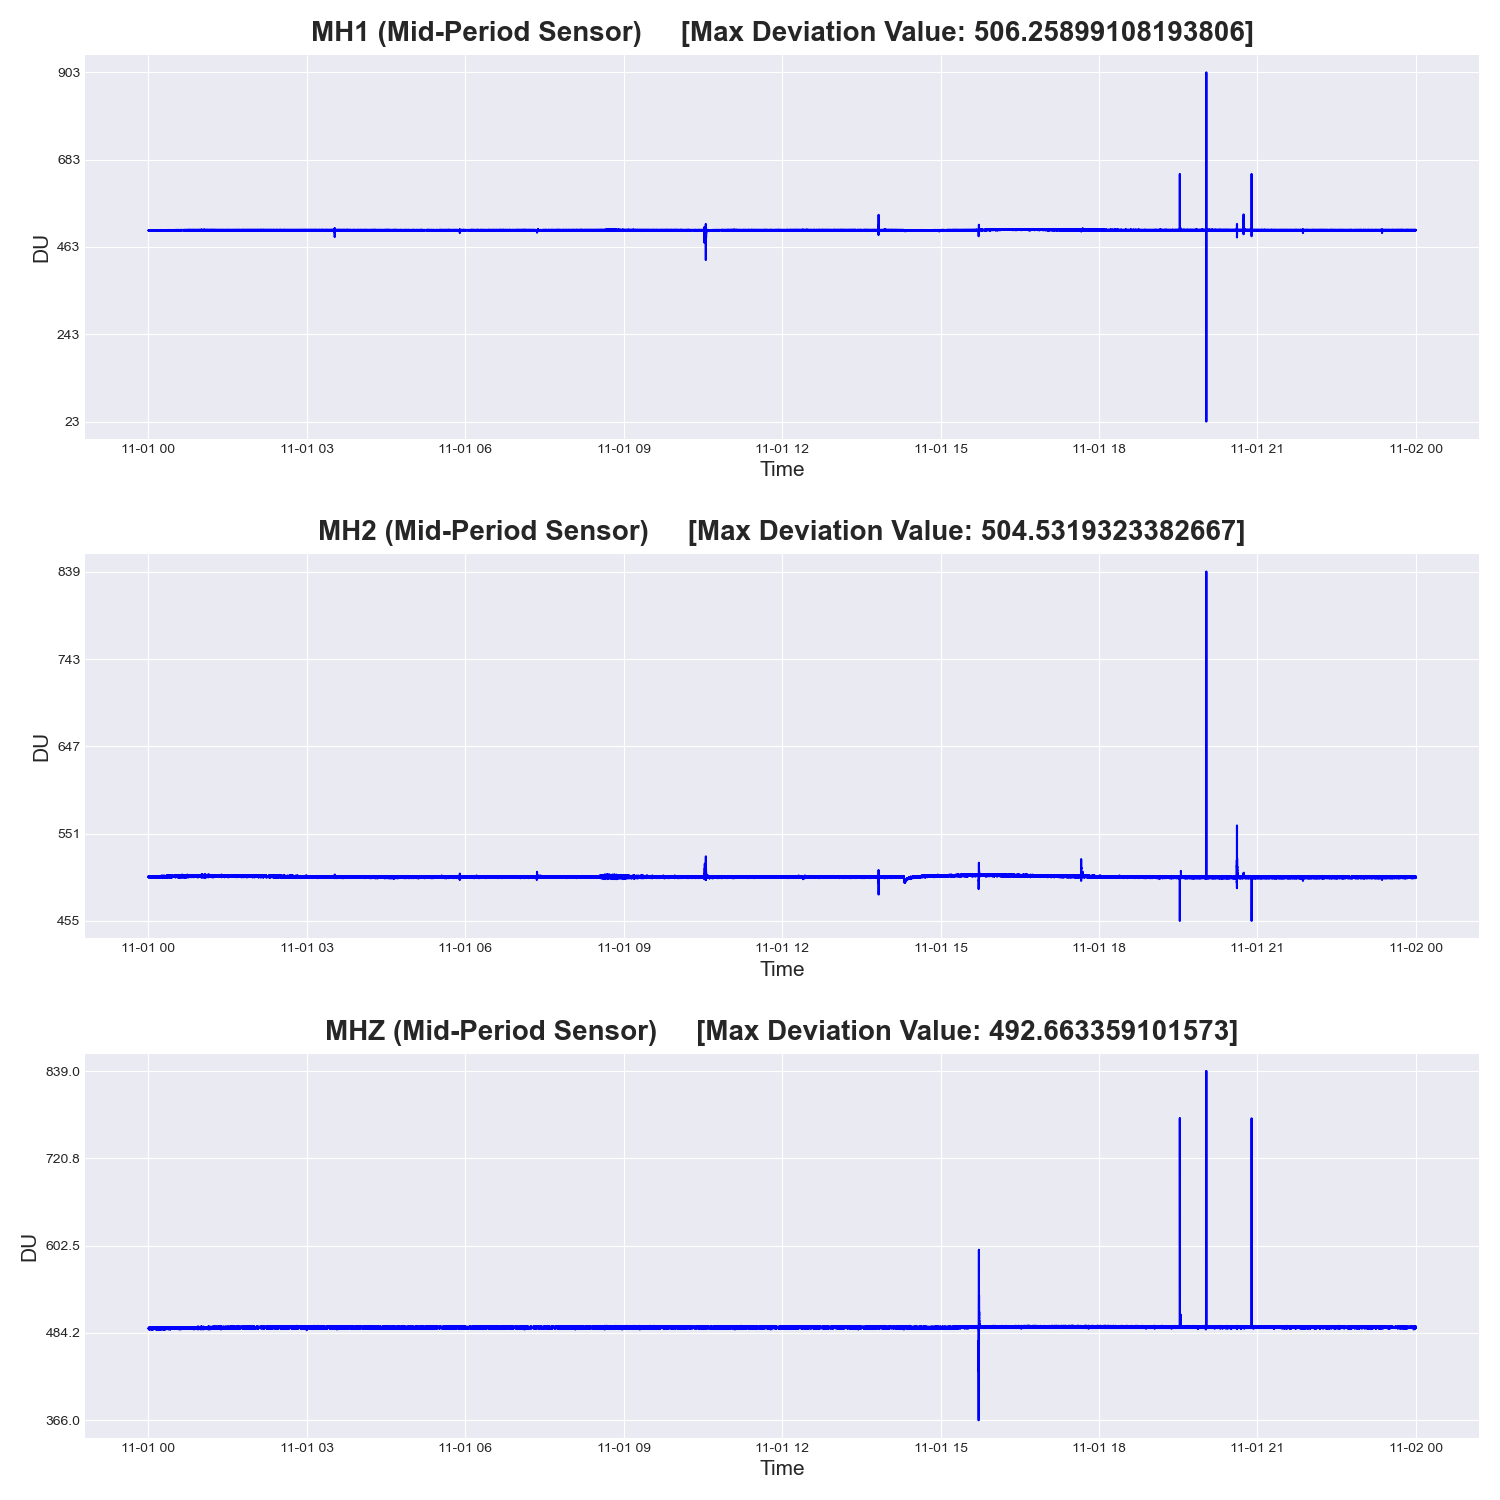 MH1 (Mid-Period Sensor) [Max Deviation Value: 506.25899108193806]
903
683
463
243
23
DU
11-01 00 11-01 03 11-01 06 11-01 09 11-01 12 11-01 15 11-01 18 11-01 21 11-02 00
Time
MH2 (Mid-Period Sensor) [Max Deviation Value: 504.5319323382667]
839
743
647
551
455
DU
11-01 00 11-01 03 11-01 06 11-01 09 11-01 12 11-01 15 11-01 18 11-01 21 11-02 00
Time
MHZ (Mid-Period Sensor) [Max Deviation Value: 492.663359101573]
839.0
720.8
602.5
484.2
366.0
DU
11-01 00 11-01 03 11-01 06 11-01 09 11-01 12 11-01 15 11-01 18 11-01 21 11-02 00
Time